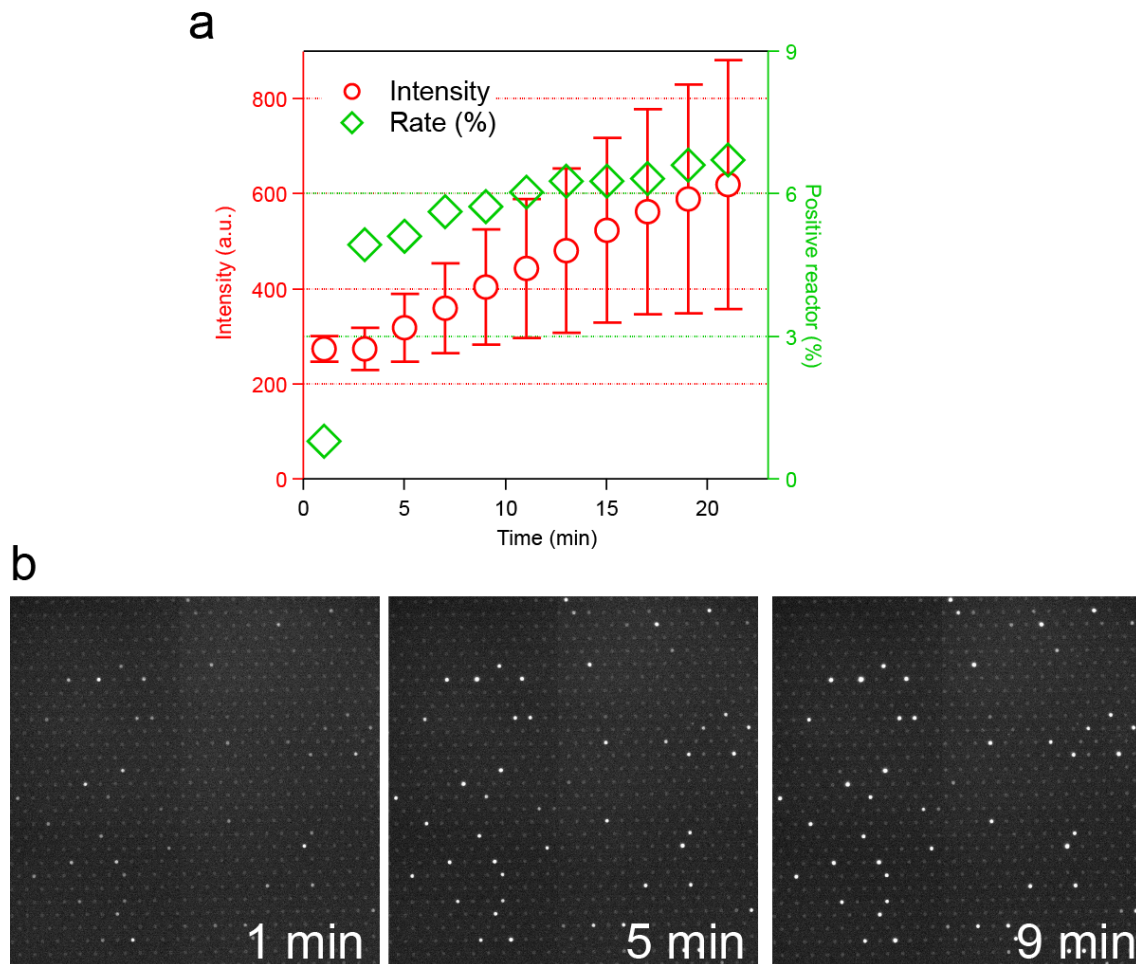 a
Intensity
Rate (%)
800
600
400
200
0
Intensity (a.u.)
9
6
3
0
Positive reactor (%)
0
5
10
15
20
Time (min)
b
1 min
5 min
9 min